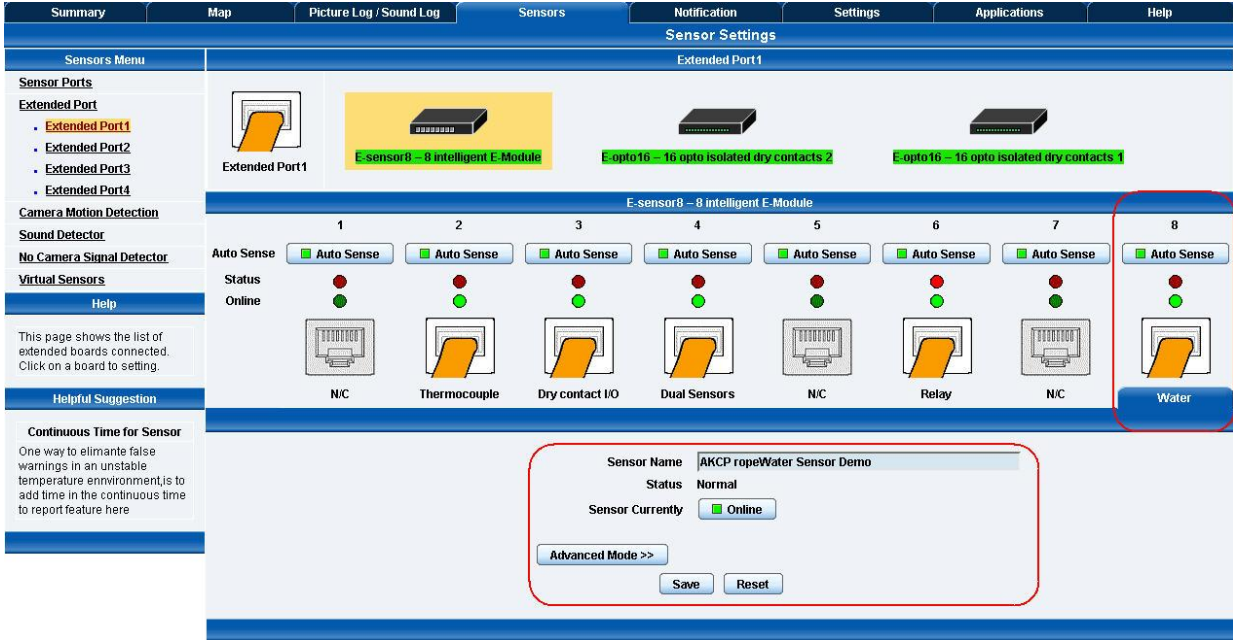 Summary Map Picture Log / Sound Log Sensors Notification Settings Applications Help
Sensor Settings
Sensors Menu
Sensor Ports
Extended Port
Extended Port1
Extended Port2
Extended Port3
Extended Port4
Camera Motion Detection
Sound Detector
No Camera Signal Detector
Virtual Sensors
Help
This page shows the list of
extended boards connected.
Click on a board to setting.
Helpful Suggestion
Continuous Time for Sensor
One way to elimante false
warnings in an unstable
temperature ennvironment,is to
add time in the continuous time
to report feature here
Extended Port1
Extended Port1
E-sensor8 – 8 intelligent E-Module
E-opto16 – 16 opto isolated dry contacts 2
E-opto16 – 16 opto isolated dry contacts 1
E-sensor8 – 8 intelligent E-Module
1 2 3 4 5 6 7 8
Auto Sense Auto Sense Auto Sense Auto Sense Auto Sense Auto Sense Auto Sense Auto Sense Auto Sense
Status
Online
N/C Thermocouple Dry contact I/O Dual Sensors N/C Relay N/C Water
Sensor Name AKCP ropeWater Sensor Demo
Status Normal
Sensor Currently Online
Advanced Mode >>
Save Reset